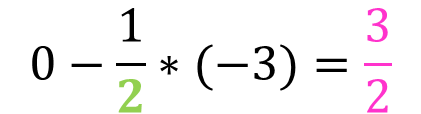 0 − 1/2 * (−3) = 3/2